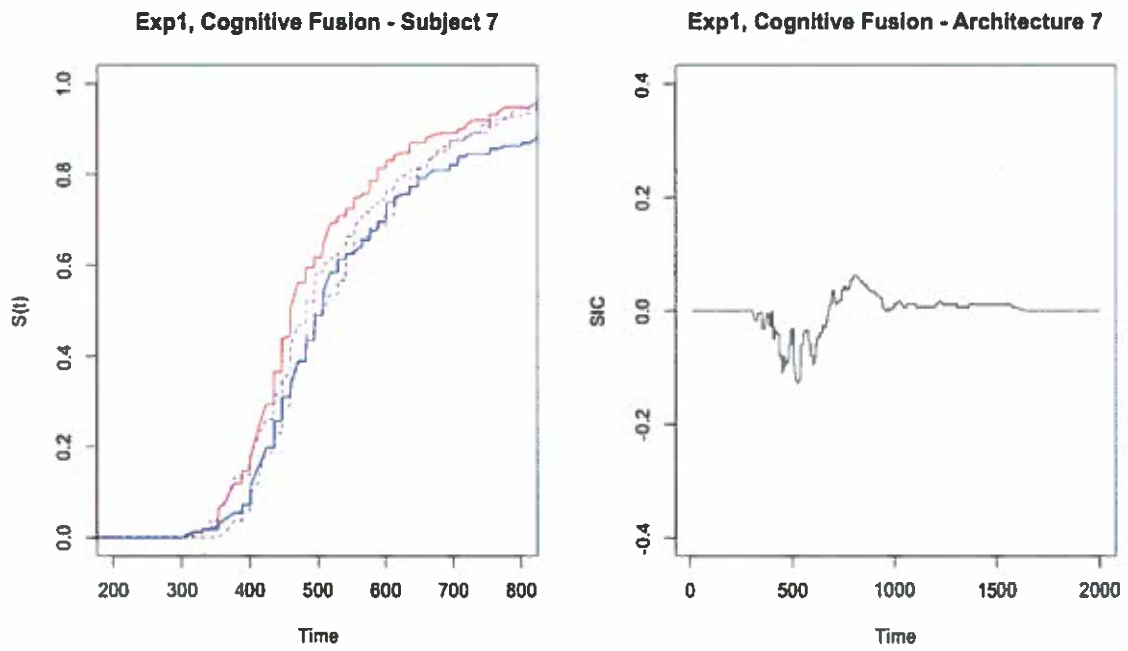 Exp1, Cognitive Fusion - Subject 7
S(t)
1.0
0.8
0.6
0.4
0.2
0.0
200 300 400 500 600 700 800
Time
Exp1, Cognitive Fusion - Architecture 7
SIC
0.4
0.2
0.0
-0.2
-0.4
0 500 1000 1500 2000
Time